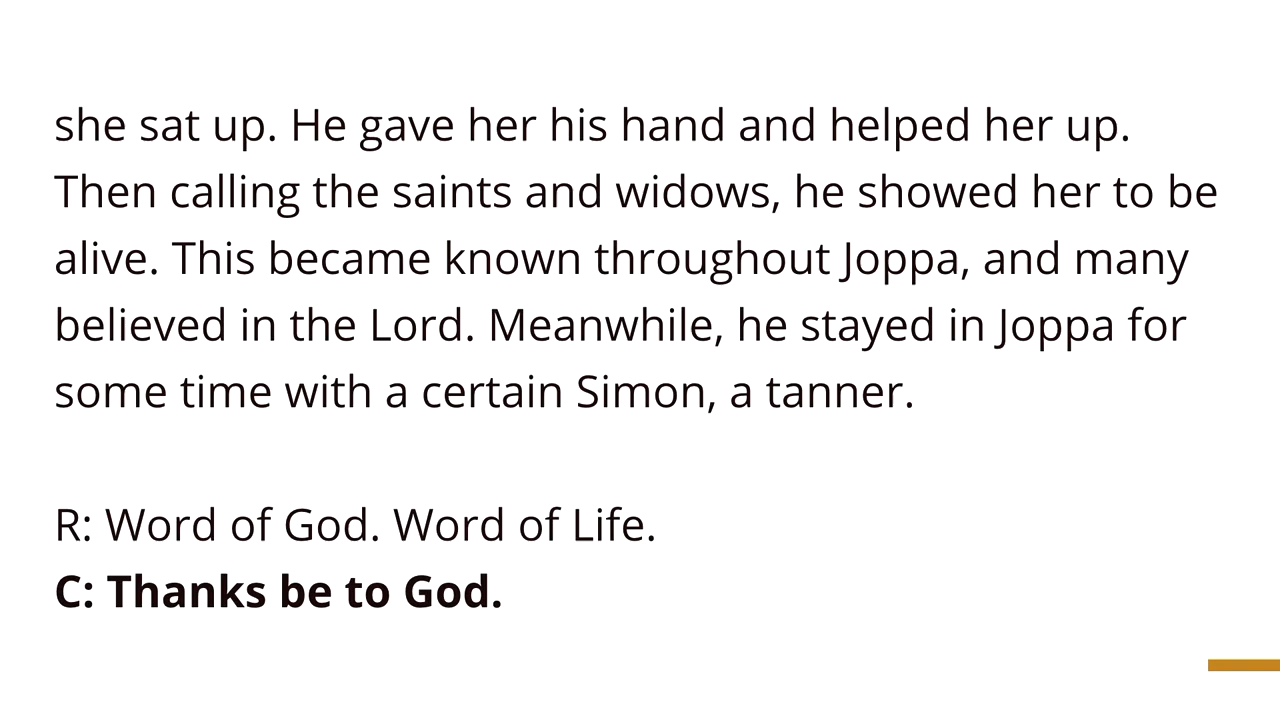 she sat up. He gave her his hand and helped her up.
Then calling the saints and widows, he showed her to be
alive. This became known throughout Joppa, and many
believed in the Lord. Meanwhile, he stayed in Joppa for
some time with a certain Simon, a tanner.
R: Word of God. Word of Life.
C: Thanks be to God.